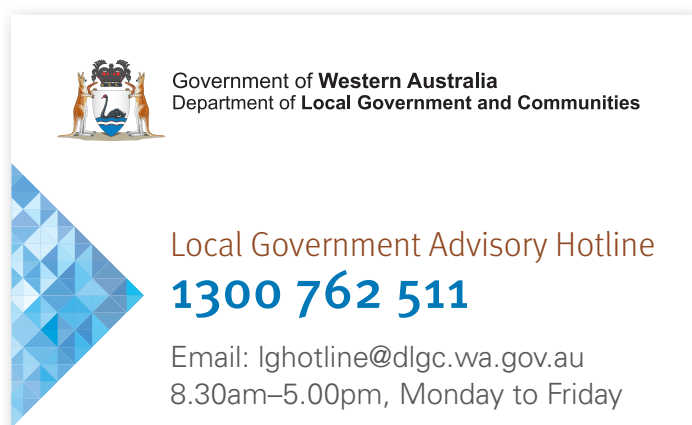 Government of Western Australia
Department of Local Government and Communities
Local Government Advisory Hotline
1300 762 511
Email: lghotline@dlgc.wa.gov.au
8.30am–5.00pm, Monday to Friday